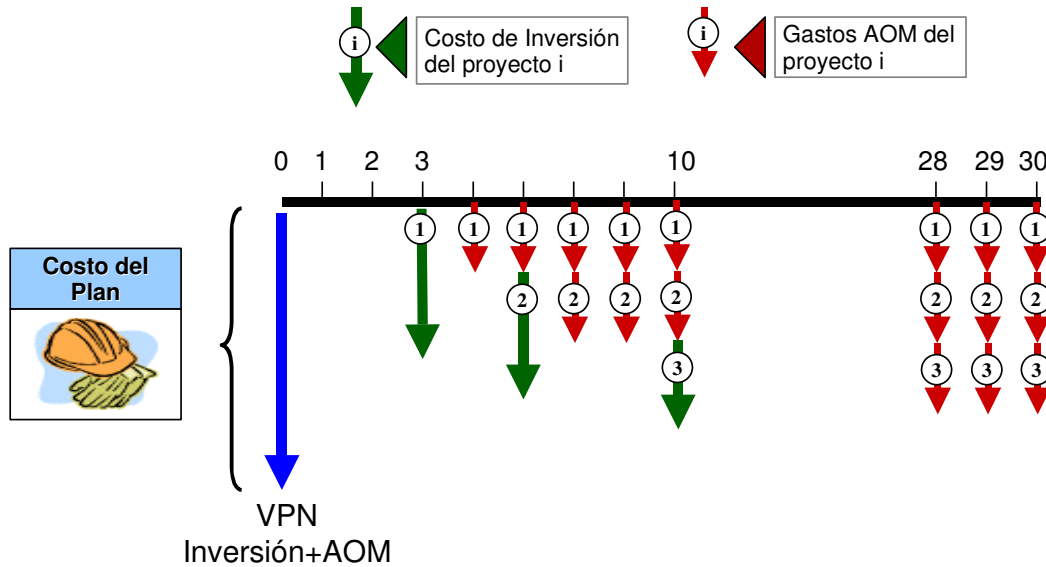 i
Costo de Inversión
del proyecto i
i
Gastos AOM del
proyecto i
0 1 2 3 10 28 29 30
1 1 1 1 1 1 1 1 1
2 2 2 2 2 2 2
3 3 3 3
Costo del
Plan
VPN
Inversión+AOM